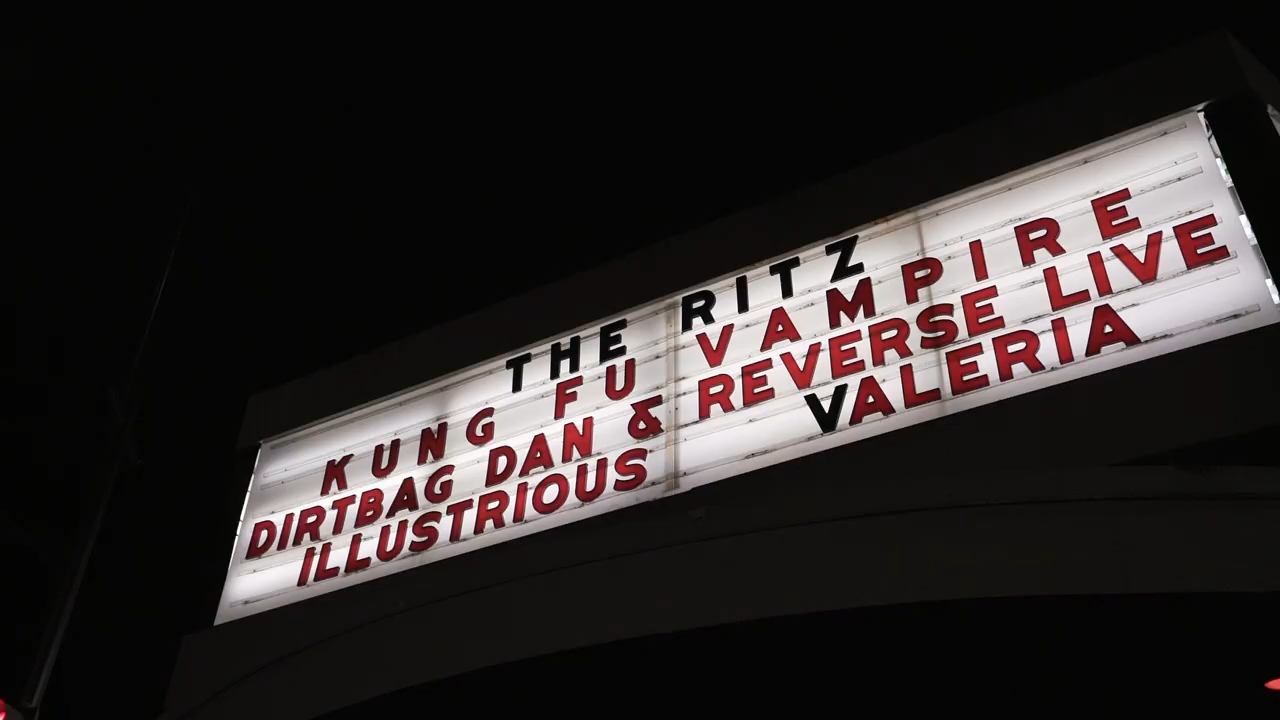 THE RITZ
KUNG FU VAMPIRE
DIRTBAG DAN & REVERSE LIVE
ILLUSTRIOUS VALERIA